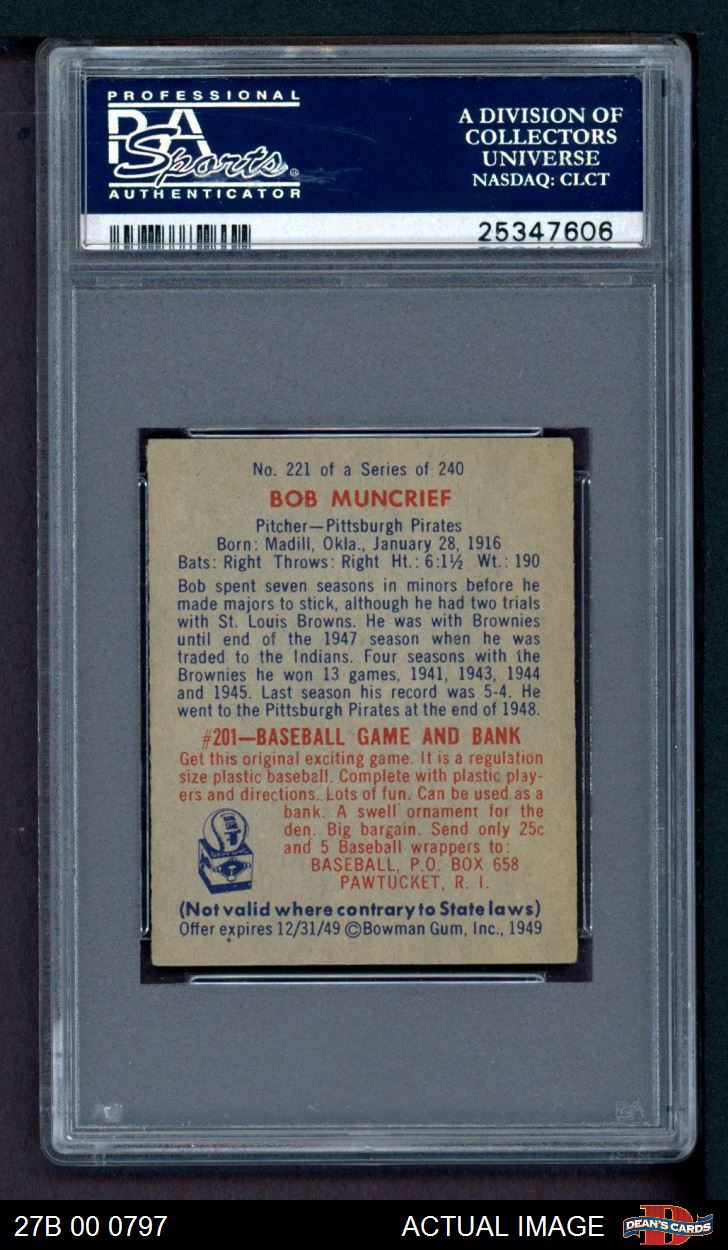 PROFESSIONAL
PSA
Sports
AUTHENTICATOR
A DIVISION OF
COLLECTORS
UNIVERSE
NASDAQ: CLCT
25347606
No. 221 of a Series of 240
BOB MUNCRIEF
Pitcher—Pittsburgh Pirates
Born: Madill, Okla., January 28, 1916
Bats: Right Throws: Right Ht.: 6:1½ Wt.: 190
Bob spent seven seasons in minors before he
made majors to stick, although he had two trials
with St. Louis Browns. He was with Brownies
until end of the 1947 season when he was
traded to the Indians. Four seasons with the
Brownies he won 13 games, 1941, 1943, 1944
and 1945. Last season his record was 5-4. He
went to the Pittsburgh Pirates at the end of 1948.
#201—BASEBALL GAME AND BANK
Get this original exciting game. It is a regulation
size plastic baseball. Complete with plastic play-
ers and directions. Lots of fun. Can be used as a
bank. A swell ornament for the
den. Big bargain. Send only 25c
and 5 Baseball wrappers to:
BASEBALL, P.O. BOX 658
PAWTUCKET, R. I.
(Not valid where contrary to State laws)
Offer expires 12/31/49 ©Bowman Gum, Inc., 1949
PSA
27B 00 0797
ACTUAL IMAGE
DEAN'S CARDS